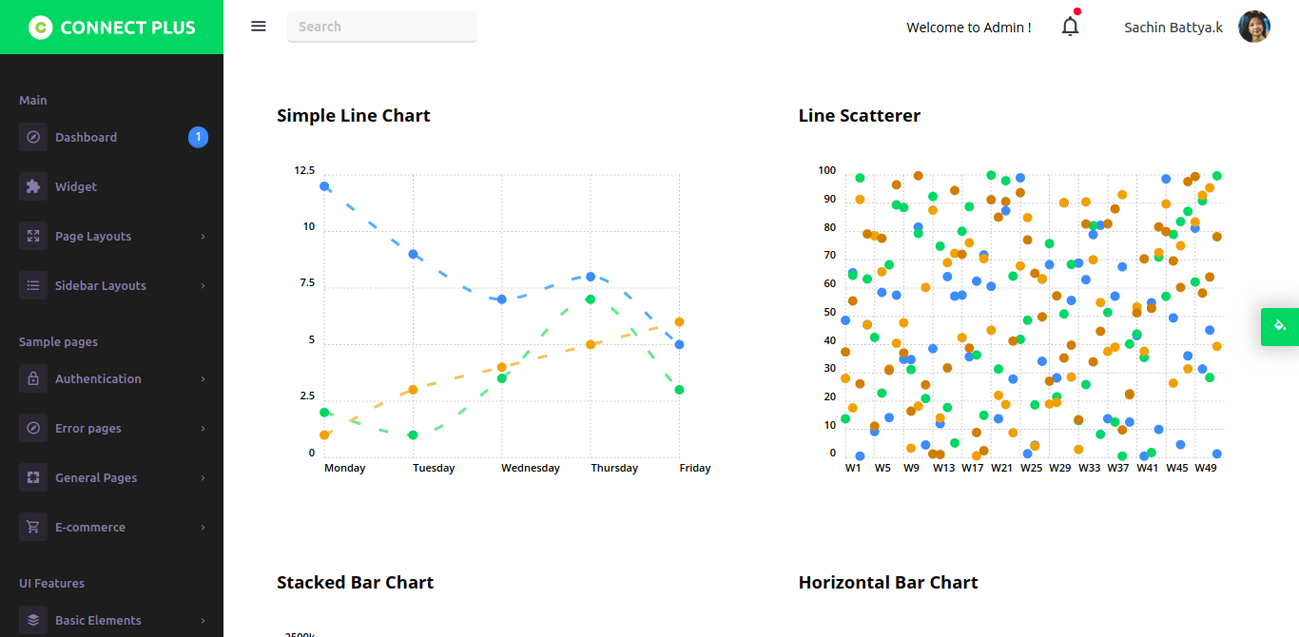 CONNECT PLUS
Search
Welcome to Admin !
Sachin Battya.k
Main
Dashboard
1
Widget
Page Layouts
Sidebar Layouts
Sample pages
Authentication
Error pages
General Pages
E-commerce
UI Features
Basic Elements
Simple Line Chart
12.5
10
7.5
5
2.5
0
Monday Tuesday Wednesday Thursday Friday
Line Scatterer
100
90
80
70
60
50
40
30
20
10
0
W1 W5 W9 W13 W17 W21 W25 W29 W33 W37 W41 W45 W49
Stacked Bar Chart
2500k
Horizontal Bar Chart